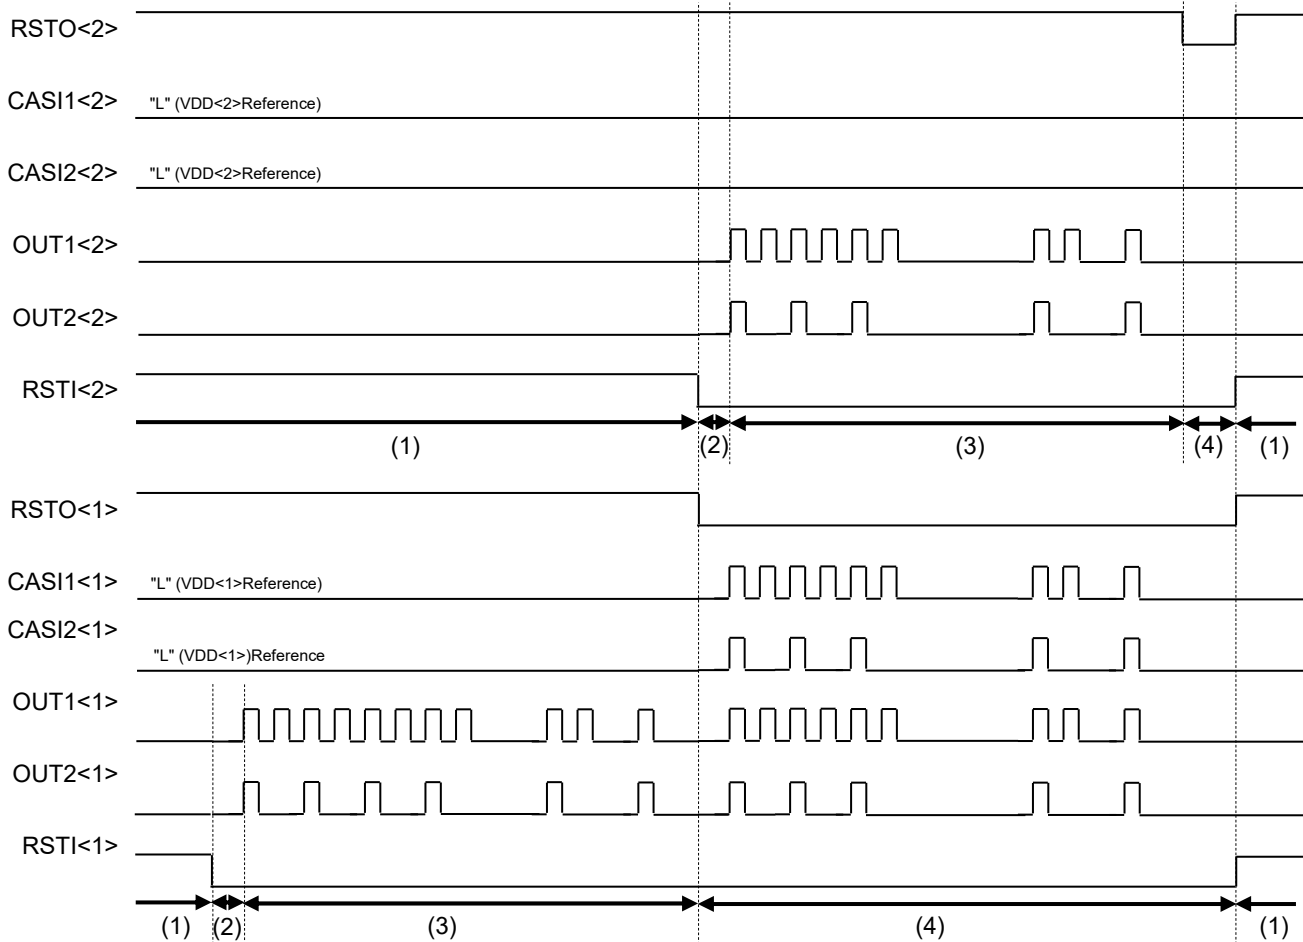 RSTO<2>
CASI1<2> "L" (VDD<2>Reference)
CASI2<2> "L" (VDD<2>Reference)
OUT1<2>
OUT2<2>
RSTI<2>
(1) (2) (3) (4) (1)
RSTO<1>
CASI1<1> "L" (VDD<1>Reference)
CASI2<1>
"L" (VDD<1>)Reference
OUT1<1>
OUT2<1>
RSTI<1>
(1) (2) (3) (4) (1)